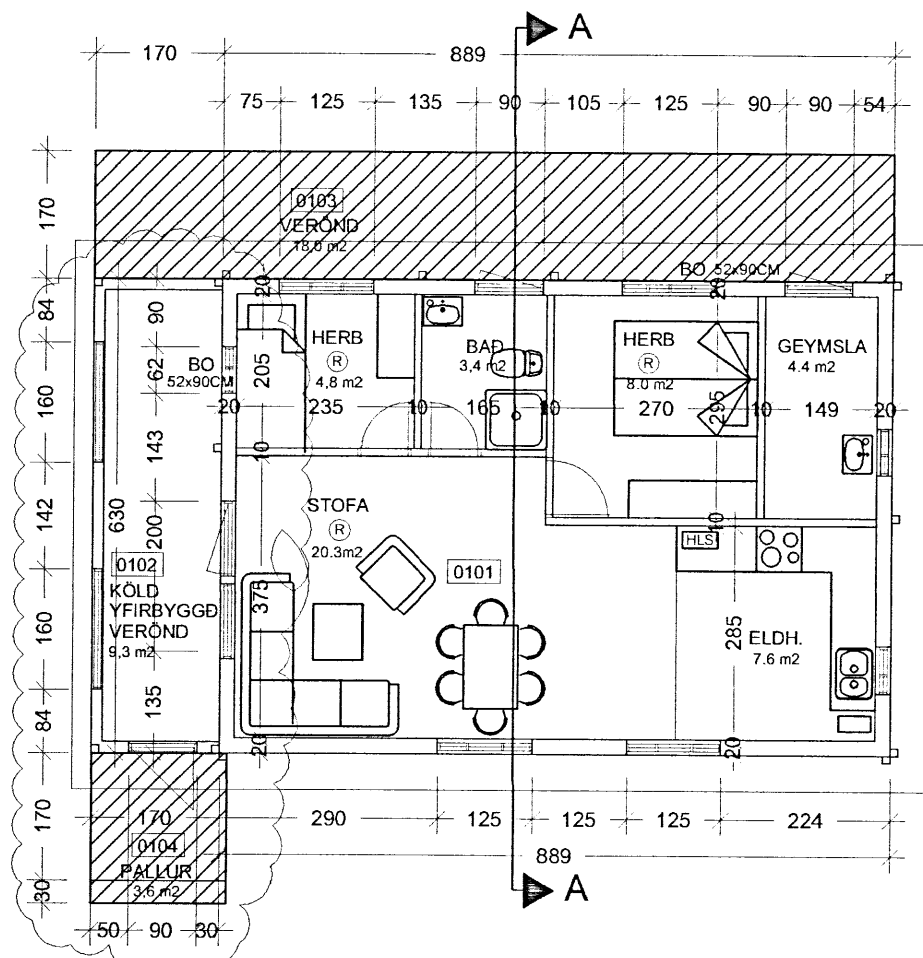 A
170 889
75 125 135 90 105 125 90 90 54
170
0103
VERÖND
18,0 m2
BO 52x90CM
20 20
84 90
HERB
R
4,8 m2
BAÐ
3,4 m2
HERB
R
8.0 m2
GEYMSLA
4.4 m2
BO
52x90CM
62 205
160
20 235 10 165 10 270 295 10 149 20
143 10
142 630 200
STOFA
R
20.3m2
10
HLS
0102
KÖLD
YFIRBYGGÐ
VERÖND
9,3 m2
0101
375
160
285
ELDH.
7.6 m2
135
84 20 20
170 170 290 125 125 125 224
0104
PALLUR
3,6 m2
889
A
30
50 90 30